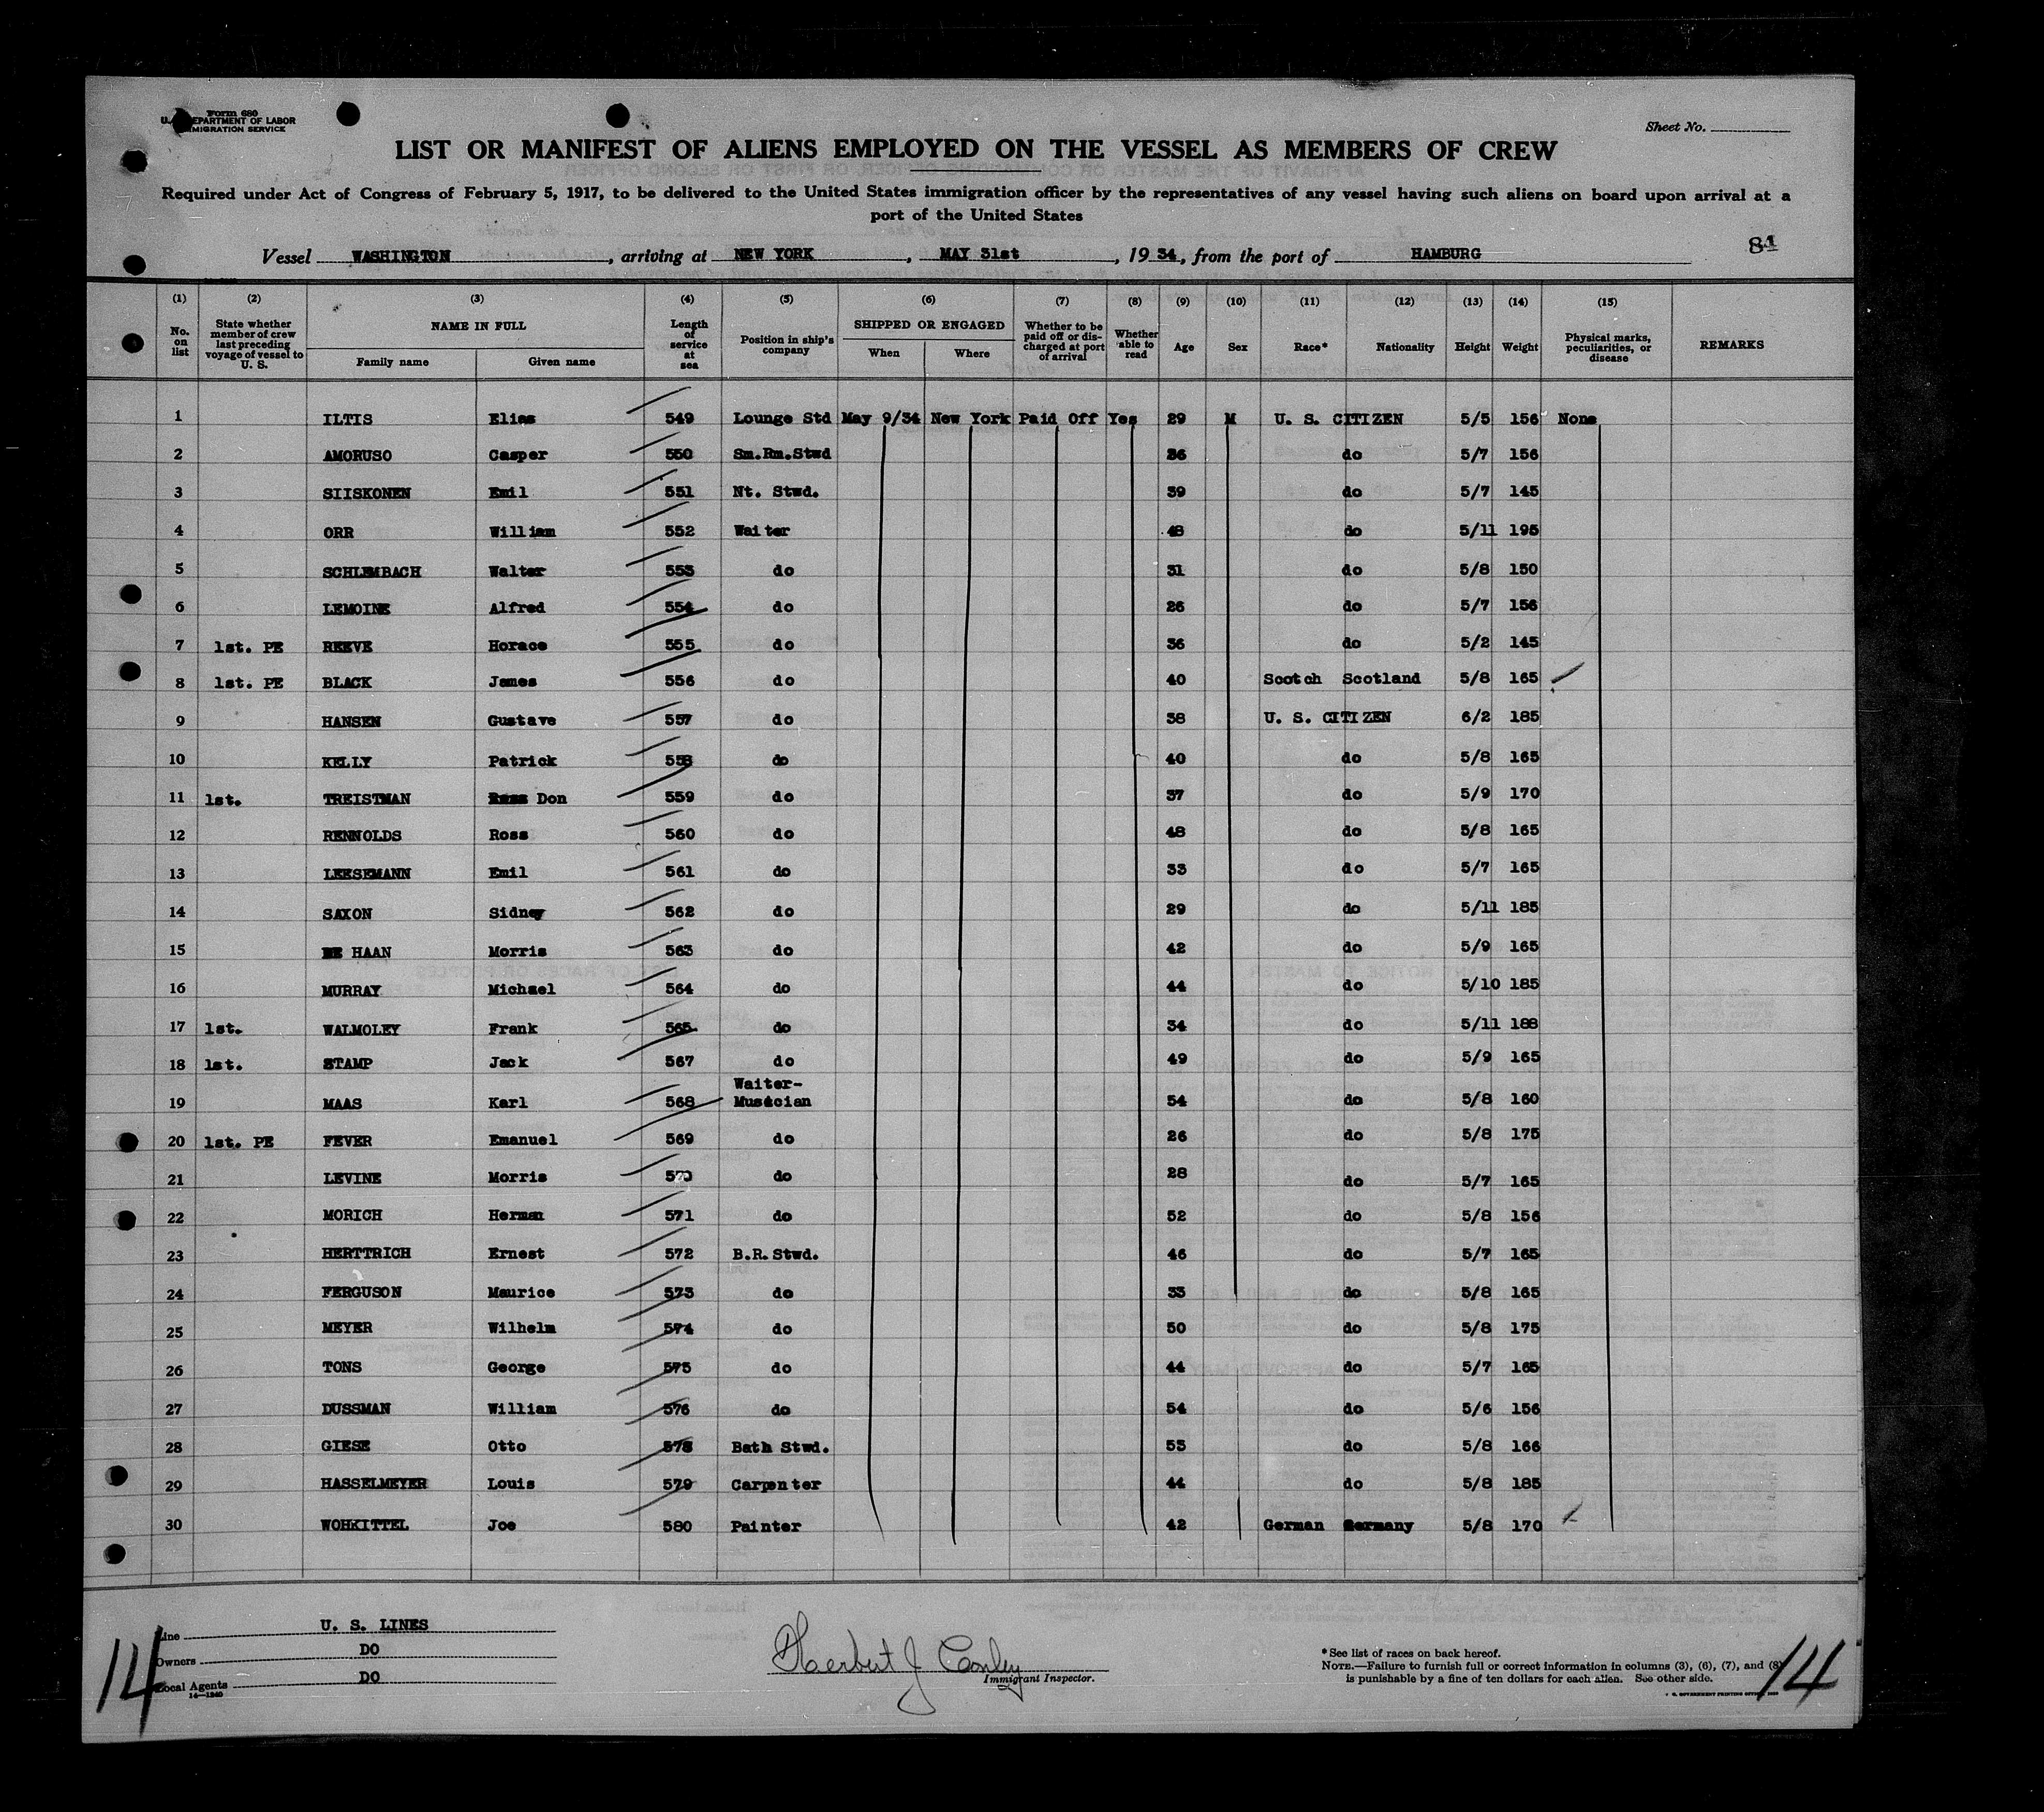 Form 680
U. S. DEPARTMENT OF LABOR
IMMIGRATION SERVICE
Sheet No.
LIST OR MANIFEST OF ALIENS EMPLOYED ON THE VESSEL AS MEMBERS OF CREW
Required under Act of Congress of February 5, 1917, to be delivered to the United States immigration officer by the representatives of any vessel having such aliens on board upon arrival at a
port of the United States
Vessel WASHINGTON, arriving at NEW YORK, MAY 31st, 1934, from the port of HAMBURG
81
(1) (2) (3) (4) (5) (6) (7) (8) (9) (10) (11) (12) (13) (14) (15)
No. on list
State whether member of crew last preceding voyage of vessel to U. S.
NAME IN FULL
Family name Given name
Length of service at sea
Position in ship's company
SHIPPED OR ENGAGED
When Where
Whether to be paid off or discharged at port of arrival
Whether able to read
Age Sex Race* Nationality Height Weight
Physical marks, peculiarities, or disease
REMARKS
1 ILTIS Elias 549 Lounge Std May 9/34 New York Paid Off Yes 29 M U. S. CITIZEN 5/5 156 None
2 AMORUSO Casper 550 Sm.Rm.Stwd 36 do 5/7 156
3 SIISKONEN Emil 551 Nt. Stwd. 39 do 5/7 145
4 ORR William 552 Waiter 48 do 5/11 195
5 SCHLEMBACH Walter 553 do 31 do 5/8 150
6 LEMOINE Alfred 554 do 26 do 5/7 156
7 1st. PE REEVE Horace 555 do 36 do 5/2 145
8 1st. PE BLACK James 556 do 40 Scotch Scotland 5/8 165
9 HANSEN Gustave 557 do 38 U. S. CITIZEN 6/2 185
10 KELLY Patrick 558 do 40 do 5/8 165
11 1st. TREISTMAN Don 559 do 37 do 5/9 170
12 RENNOLDS Ross 560 do 48 do 5/8 165
13 LEESEMANN Emil 561 do 33 do 5/7 165
14 SAXON Sidney 562 do 29 do 5/11 185
15 DE HAAN Morris 563 do 42 do 5/9 165
16 MURRAY Michael 564 do 44 do 5/10 185
17 1st. WALMOLEY Frank 565 do 34 do 5/11 188
18 1st. STAMP Jack 567 do 49 do 5/9 165
19 MAAS Karl 568 Waiter-Musician 54 do 5/8 160
20 1st. PE FEVER Emanuel 569 do 26 do 5/8 175
21 LEVINE Morris 570 do 28 do 5/7 165
22 MORICH Herman 571 do 52 do 5/8 156
23 HERTTRICH Ernest 572 B.R.Stwd. 46 do 5/7 165
24 FERGUSON Maurice 573 do 33 do 5/8 165
25 MEYER Wilhelm 574 do 50 do 5/8 175
26 TONS George 575 do 44 do 5/7 165
27 DUSSMAN William 576 do 54 do 5/6 156
28 GIESE Otto 578 Bath Stwd. 53 do 5/8 166
29 HASSELMEYER Louis 579 Carpenter 44 do 5/8 185
30 WOHKITTEL Joe 580 Painter 42 German Germany 5/8 170
Line U. S. LINES
Owners DO
Local Agents DO
14—1240
14
Herbert J Conley
Immigrant Inspector.
*See list of races on back hereof.
NOTE.—Failure to furnish full or correct information in columns (3), (6), (7), and (8)
is punishable by a fine of ten dollars for each alien. See other side.
14